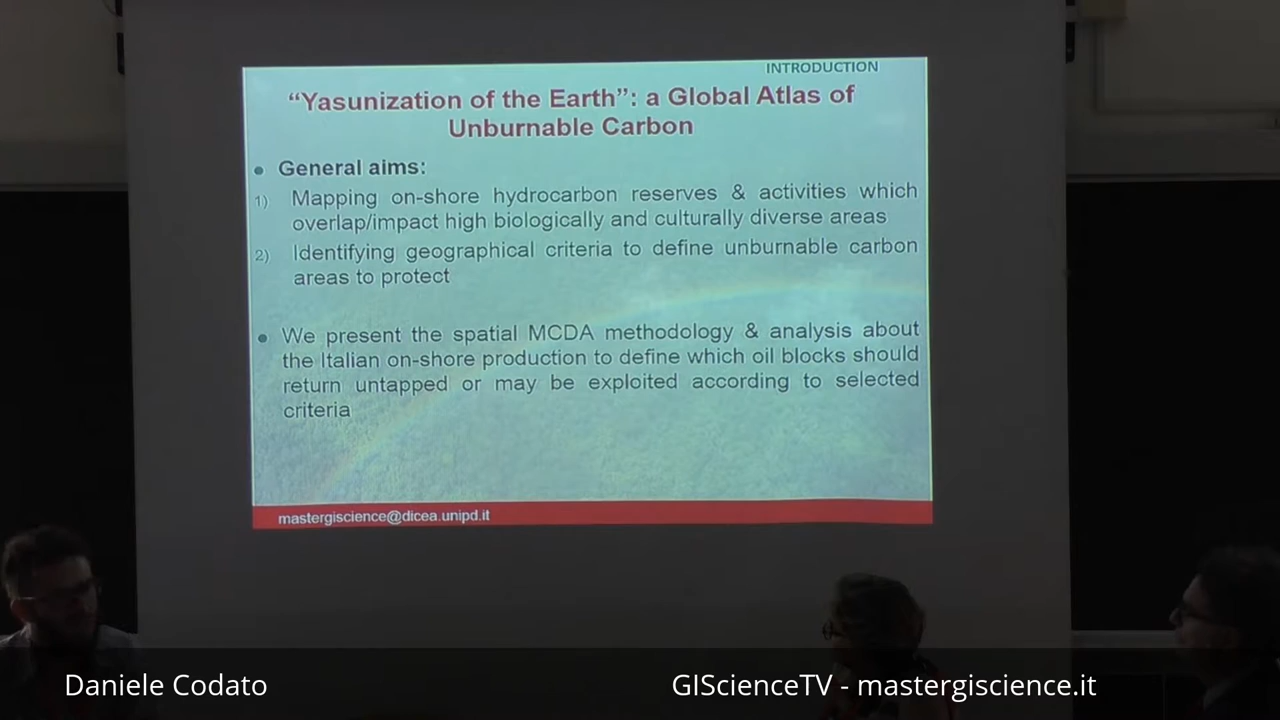 INTRODUCTION
“Yasunization of the Earth”: a Global Atlas of
Unburnable Carbon
• General aims:
1) Mapping on-shore hydrocarbon reserves & activities which
overlap/impact high biologically and culturally diverse areas
2) Identifying geographical criteria to define unburnable carbon
areas to protect
• We present the spatial MCDA methodology & analysis about
the Italian on-shore production to define which oil blocks should
return untapped or may be exploited according to selected
criteria
mastergiscience@dicea.unipd.it
Daniele Codato
GIScienceTV - mastergiscience.it